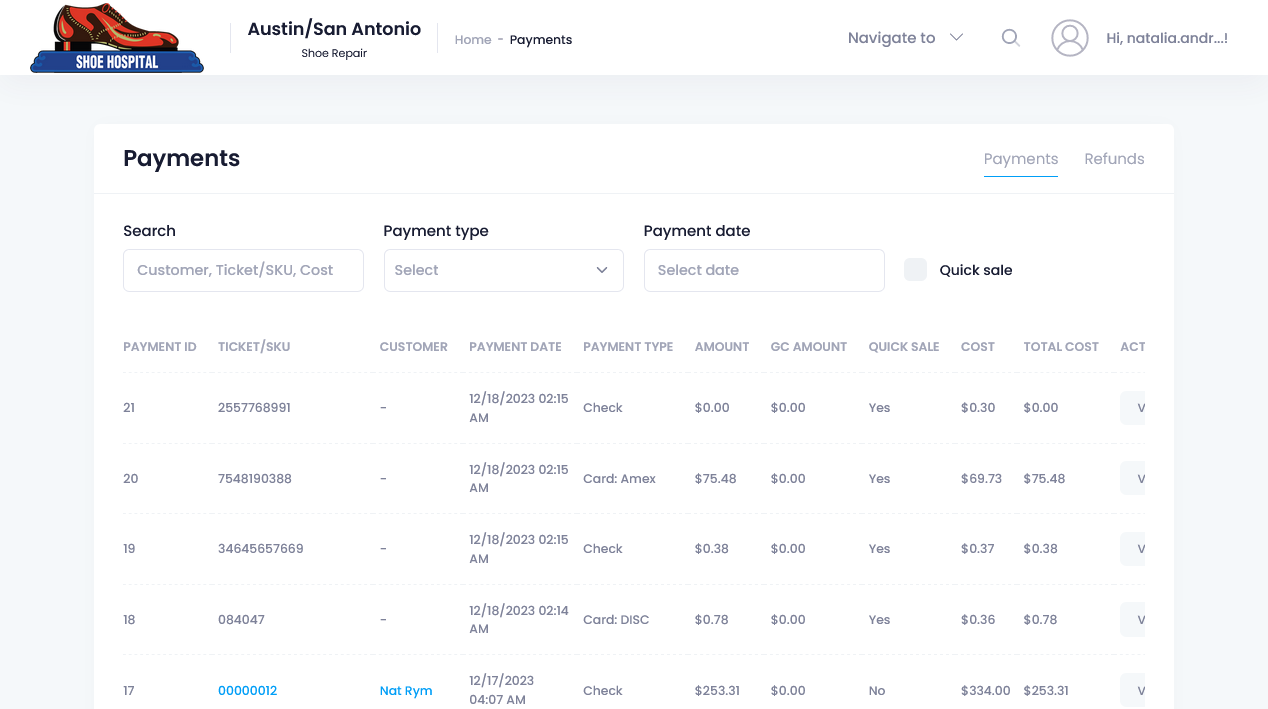 SHOE HOSPITAL
Austin/San Antonio
Shoe Repair
Home - Payments
Navigate to
Hi, natalia.andr...!
Payments
Payments Refunds
Search Payment type Payment date
Customer, Ticket/SKU, Cost Select Select date Quick sale
PAYMENT ID TICKET/SKU CUSTOMER PAYMENT DATE PAYMENT TYPE AMOUNT GC AMOUNT QUICK SALE COST TOTAL COST ACT
21 2557768991 - 12/18/2023 02:15 AM Check $0.00 $0.00 Yes $0.30 $0.00 V
20 7548190388 - 12/18/2023 02:15 AM Card: Amex $75.48 $0.00 Yes $69.73 $75.48 V
19 34645657669 - 12/18/2023 02:15 AM Check $0.38 $0.00 Yes $0.37 $0.38 V
18 084047 - 12/18/2023 02:14 AM Card: DISC $0.78 $0.00 Yes $0.36 $0.78 V
17 00000012 Nat Rym 12/17/2023 04:07 AM Check $253.31 $0.00 No $334.00 $253.31 V